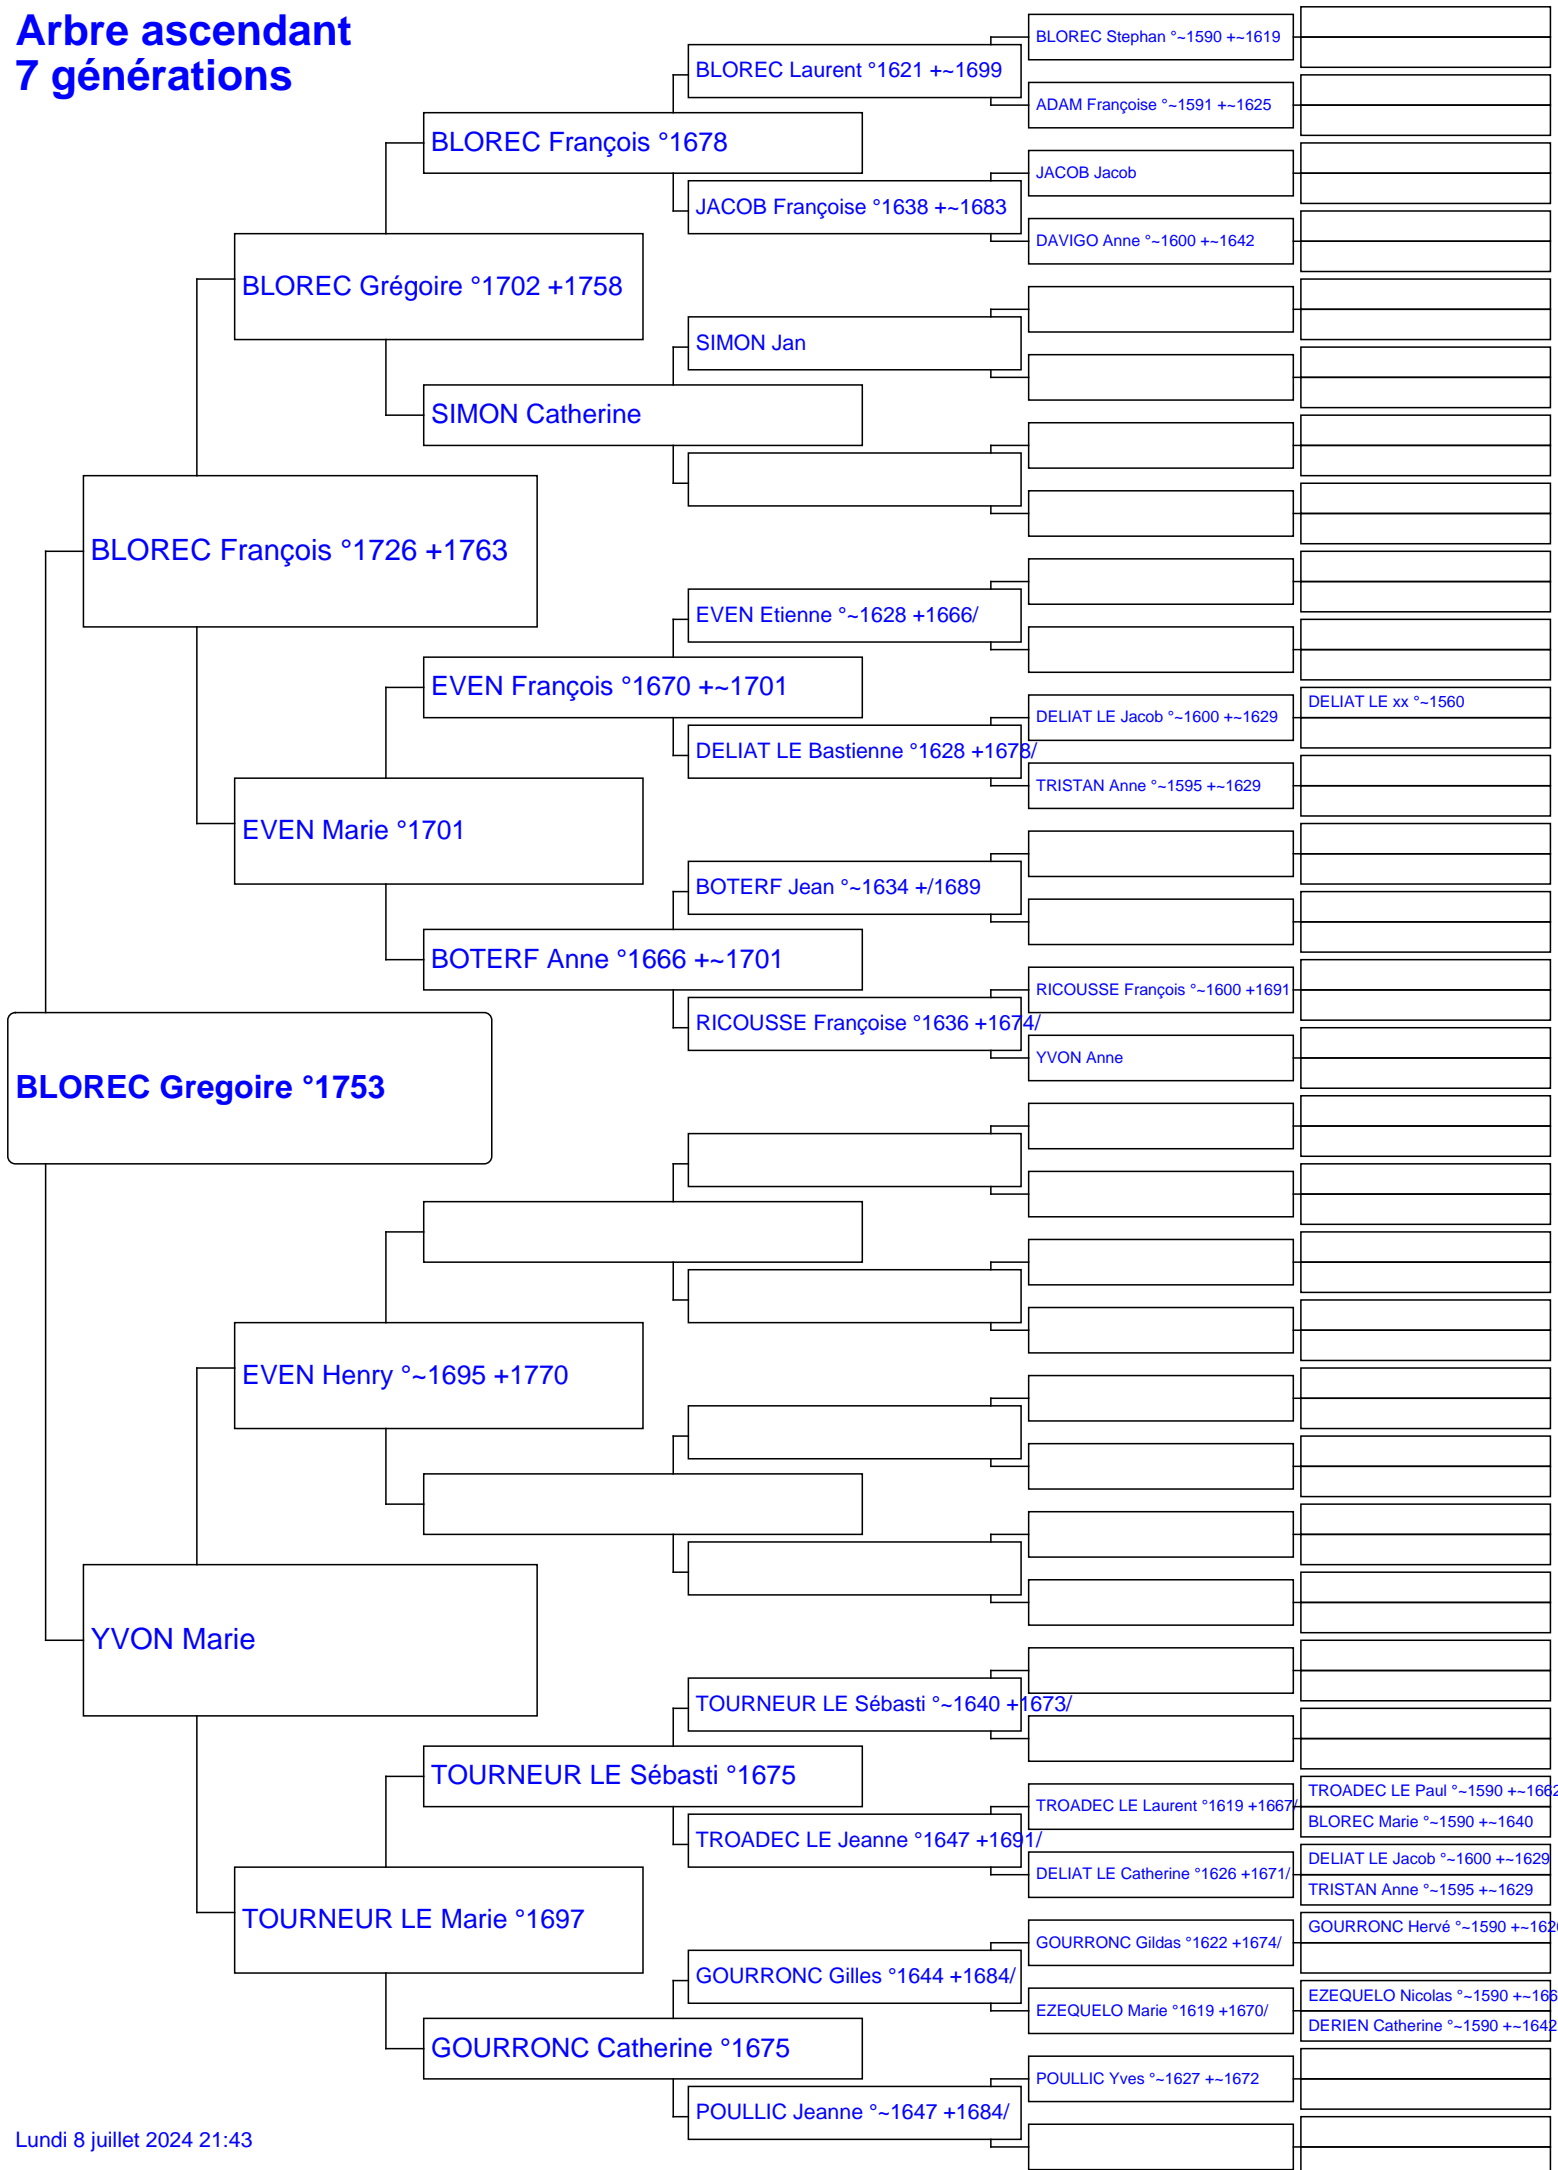 Arbre ascendant
7 générations
BLOREC Stephan °~1590 +~1619
BLOREC Laurent °1621 +~1699
ADAM Françoise °~1591 +~1625
BLOREC François °1678
JACOB Jacob
JACOB Françoise °1638 +~1683
DAVIGO Anne °~1600 +~1642
BLOREC Grégoire °1702 +1758
SIMON Jan
SIMON Catherine
BLOREC François °1726 +1763
EVEN Etienne °~1628 +1666/
EVEN François °1670 +~1701
DELIAT LE xx °~1560
DELIAT LE Jacob °~1600 +~1629
DELIAT LE Bastienne °1628 +1678/
TRISTAN Anne °~1595 +~1629
EVEN Marie °1701
BOTERF Jean °~1634 +/1689
BOTERF Anne °1666 +~1701
RICOUSSE François °~1600 +1691
RICOUSSE Françoise °1636 +1674/
YVON Anne
BLOREC Gregoire °1753
EVEN Henry °~1695 +1770
YVON Marie
TOURNEUR LE Sébasti °~1640 +1673/
TOURNEUR LE Sébasti °1675
TROADEC LE Paul °~1590 +~1662
TROADEC LE Laurent °1619 +1667/
BLOREC Marie °~1590 +~1640
TROADEC LE Jeanne °1647 +1691/
DELIAT LE Jacob °~1600 +~1629
DELIAT LE Catherine °1626 +1671/
TRISTAN Anne °~1595 +~1629
TOURNEUR LE Marie °1697
GOURRONC Hervé °~1590 +~162
GOURRONC Gildas °1622 +1674/
GOURRONC Gilles °1644 +1684/
EZEQUELO Nicolas °~1590 +~166
EZEQUELO Marie °1619 +1670/
DERIEN Catherine °~1590 +~1642
GOURRONC Catherine °1675
POULLIC Yves °~1627 +~1672
POULLIC Jeanne °~1647 +1684/
Lundi 8 juillet 2024 21:43